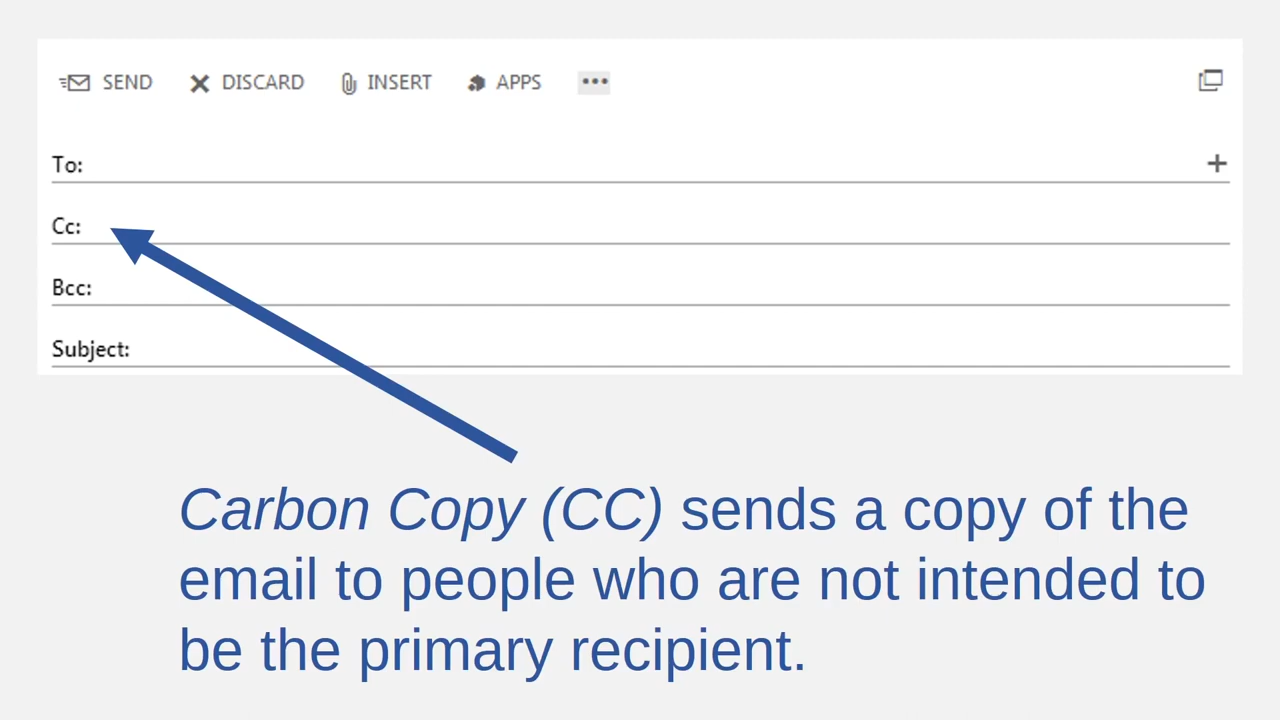 SEND DISCARD INSERT APPS •••
To:
Cc:
Bcc:
Subject:
Carbon Copy (CC) sends a copy of the
email to people who are not intended to
be the primary recipient.